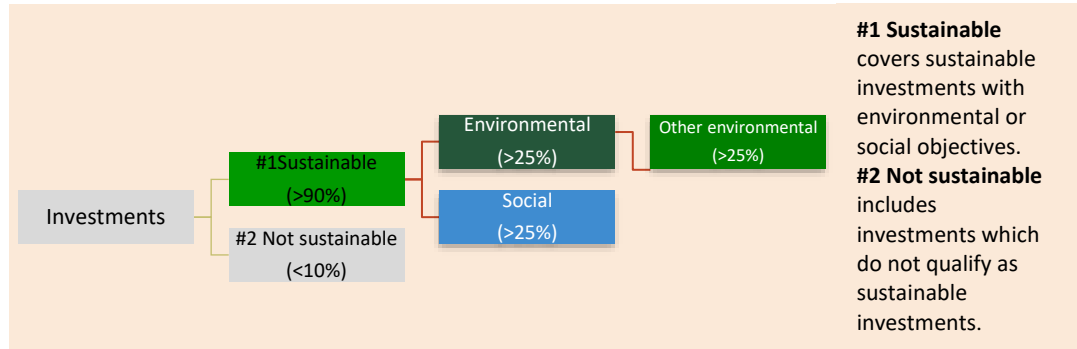 Investments
#1Sustainable
(>90%)
#2 Not sustainable
(<10%)
Environmental
(>25%)
Social
(>25%)
Other environmental
(>25%)
#1 Sustainable
covers sustainable
investments with
environmental or
social objectives.
#2 Not sustainable
includes
investments which
do not qualify as
sustainable
investments.